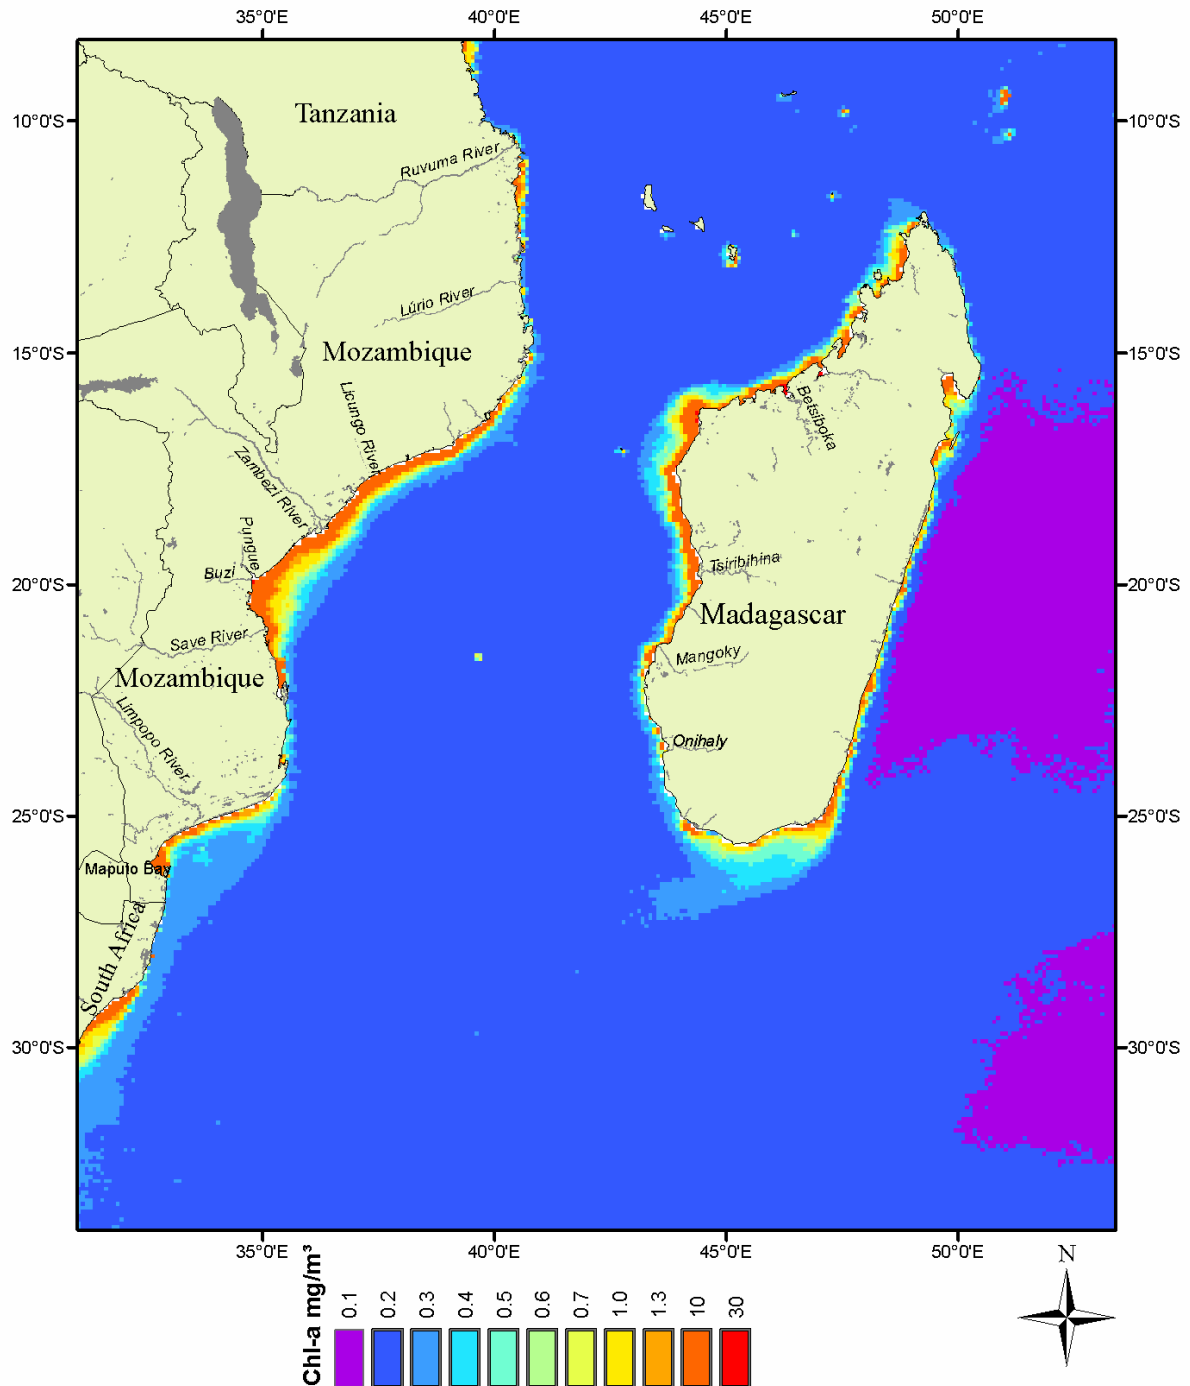 35°0'E 40°0'E 45°0'E 50°0'E
Tanzania
10°0'S 10°0'S
Ruvuma River
Lúrio River
15°0'S Mozambique 15°0'S
Licungo River
Betsiboka
Zambezi River
Pungue
Buzi
Tsiribihina
20°0'S 20°0'S
Madagascar
Save River
Mangoky
Mozambique
Limpopo River
Onihaly
25°0'S 25°0'S
Mapulo Bay
South Africa
30°0'S 30°0'S
35°0'E 40°0'E 45°0'E 50°0'E
N
Chl-a mg/m³
0.1
0.2
0.3
0.4
0.5
0.6
0.7
1.0
1.3
10
30